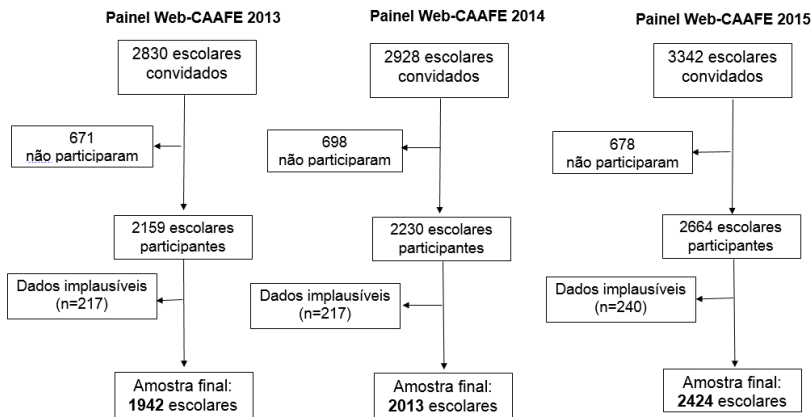 Painel Web-CAAFE 2013
2830 escolares
convidados
671
não participaram
2159 escolares
participantes
Dados implausíveis
(n=217)
Amostra final:
1942 escolares
Painel Web-CAAFE 2014
2928 escolares
convidados
698
não participaram
2230 escolares
participantes
Dados implausíveis
(n=217)
Amostra final:
2013 escolares
Painel Web-CAAFE 2015
3342 escolares
convidados
678
não participaram
2664 escolares
participantes
Dados implausíveis
(n=240)
Amostra final:
2424 escolares